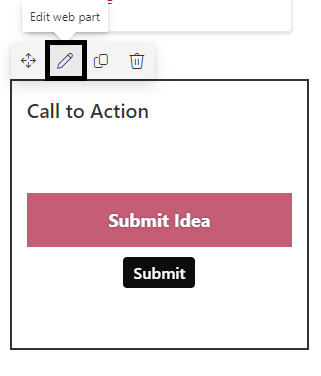 Edit web part
Call to Action
Submit Idea
Submit